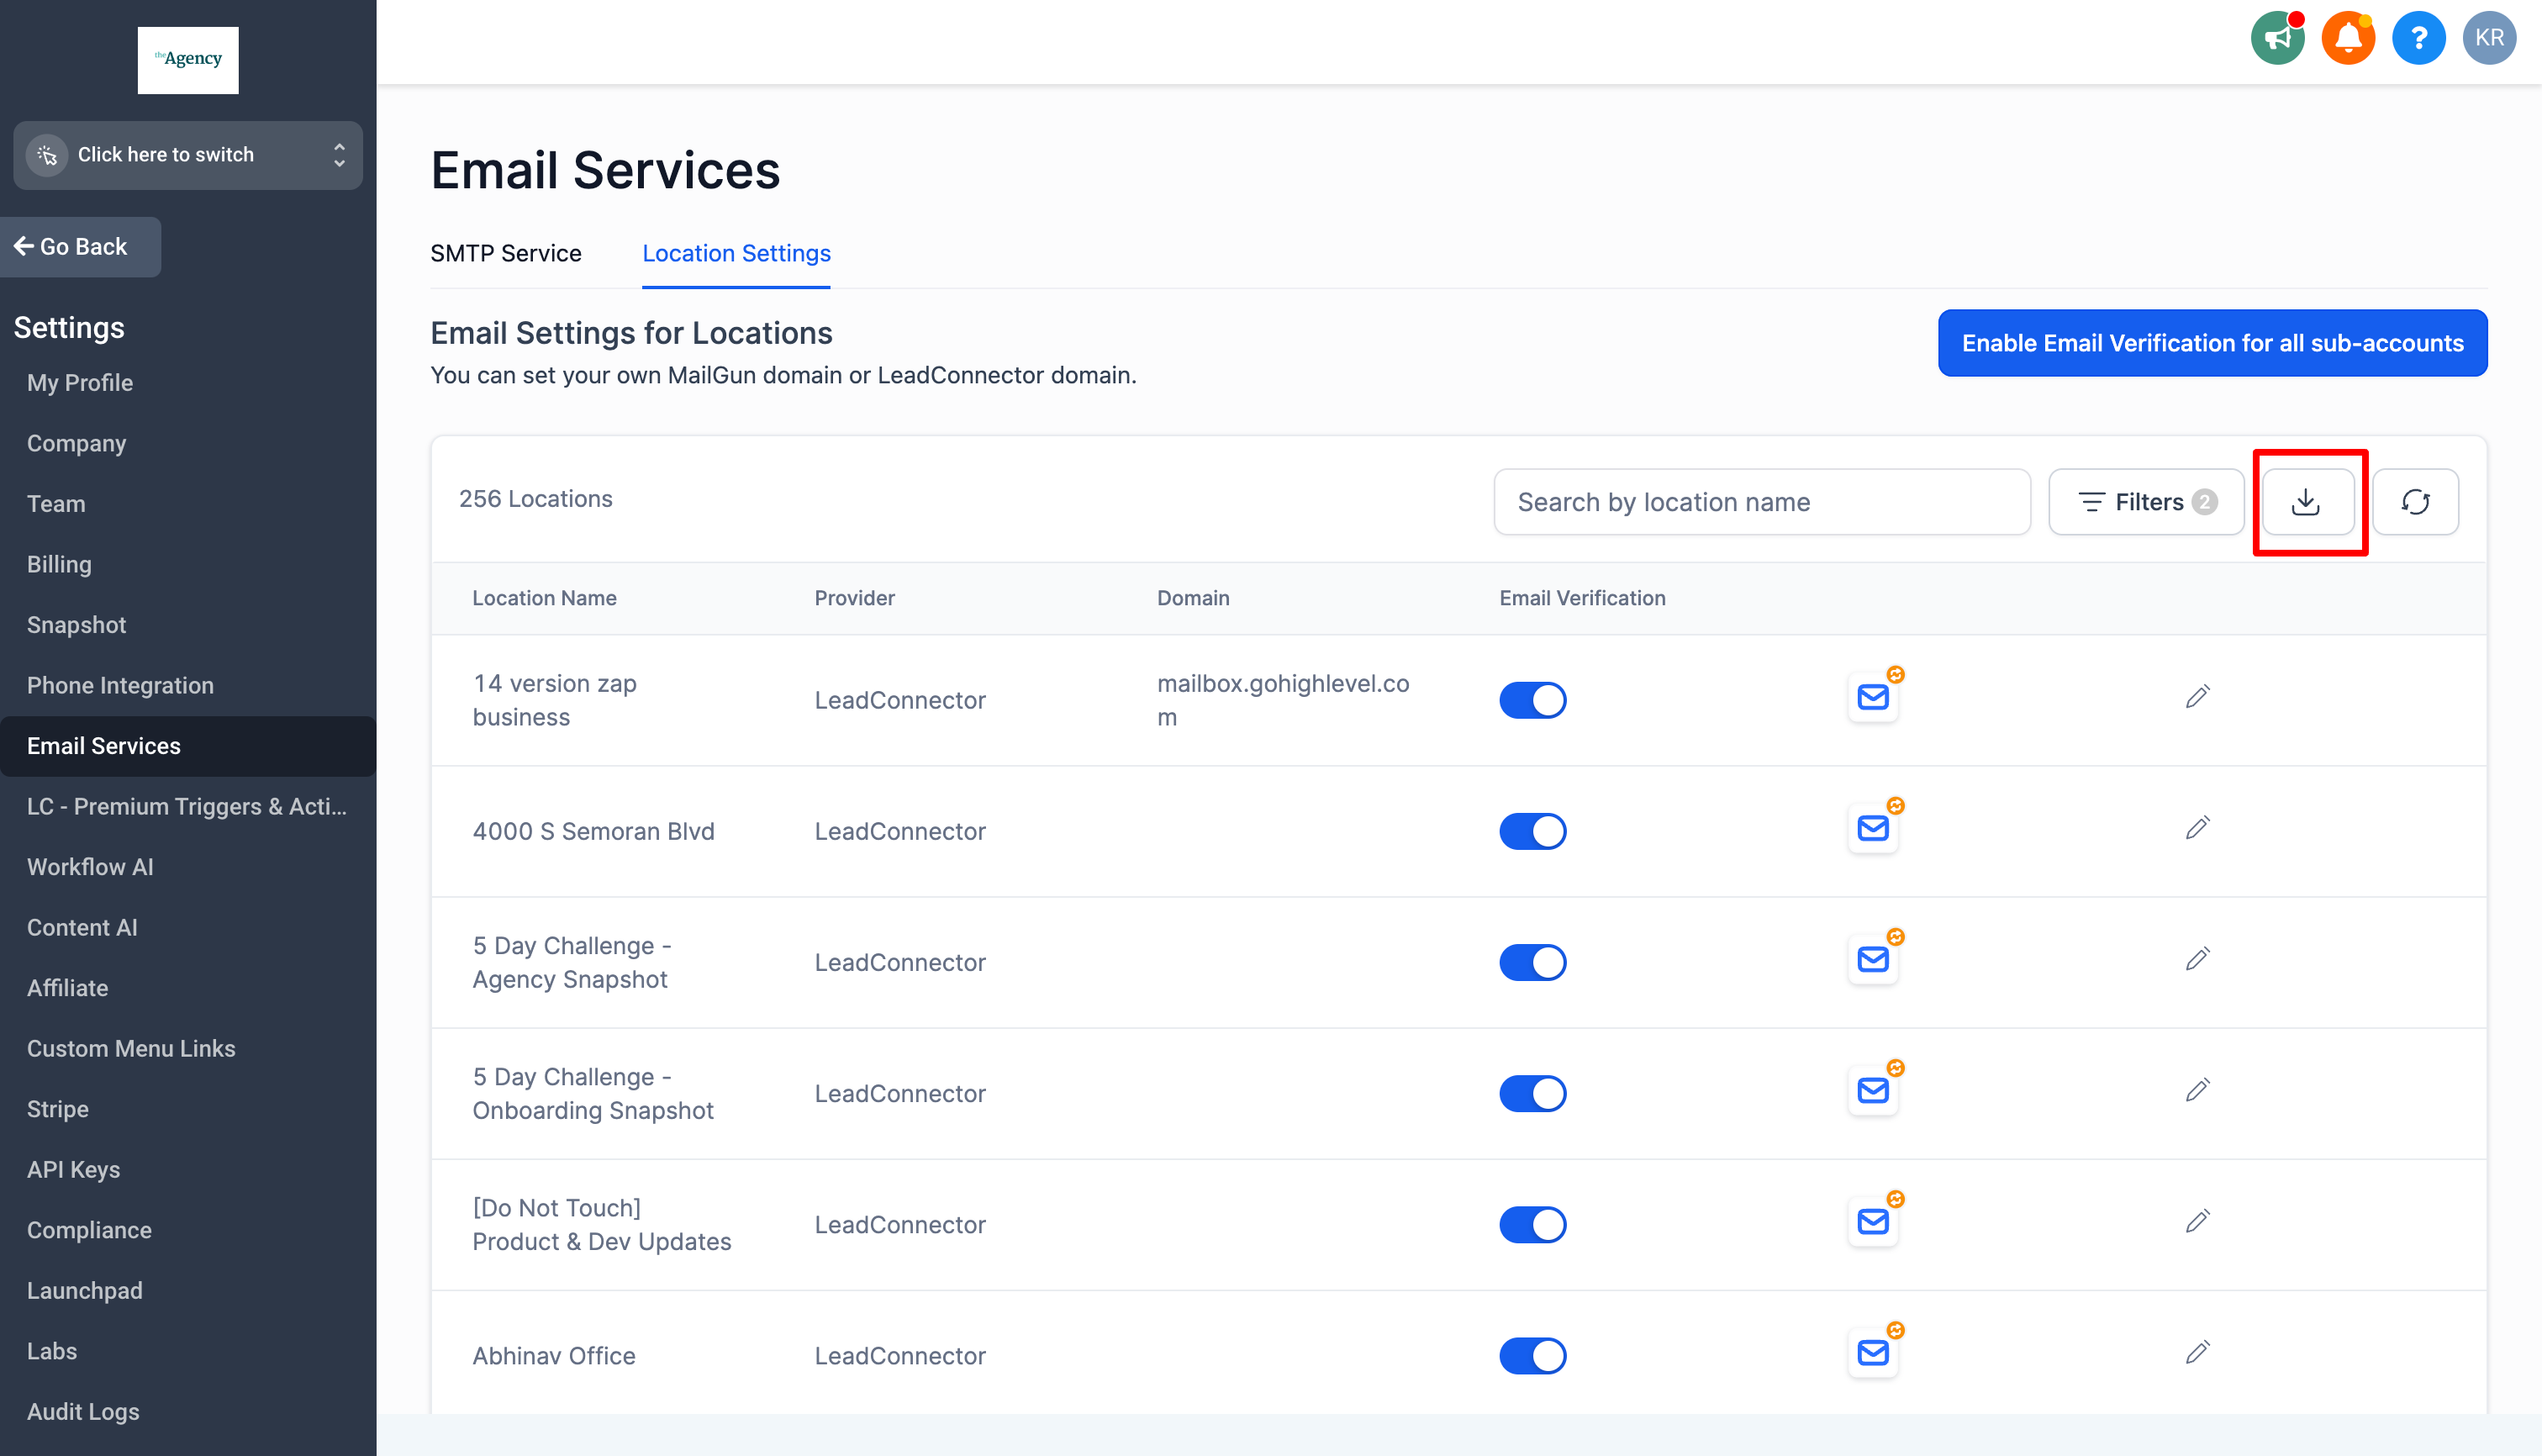 theAgency
Click here to switch
Go Back
Settings
My Profile
Company
Team
Billing
Snapshot
Phone Integration
Email Services
LC - Premium Triggers & Acti...
Workflow AI
Content AI
Affiliate
Custom Menu Links
Stripe
API Keys
Compliance
Launchpad
Labs
Audit Logs
?
KR
Email Services
SMTP Service
Location Settings
Email Settings for Locations
You can set your own MailGun domain or LeadConnector domain.
Enable Email Verification for all sub-accounts
256 Locations
Search by location name
Filters 2
Location Name
Provider
Domain
Email Verification
14 version zap
business
LeadConnector
mailbox.gohighlevel.co
m
4000 S Semoran Blvd
LeadConnector
5 Day Challenge -
Agency Snapshot
LeadConnector
5 Day Challenge -
Onboarding Snapshot
LeadConnector
[Do Not Touch]
Product & Dev Updates
LeadConnector
Abhinav Office
LeadConnector